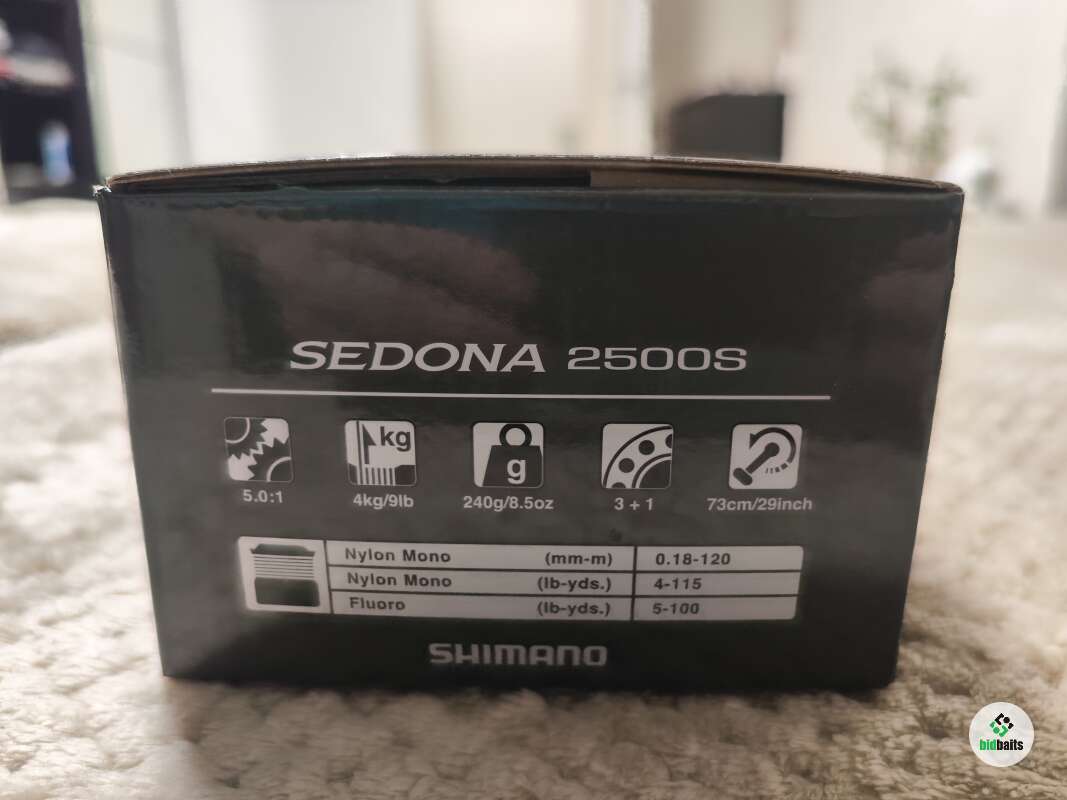 SEDONA 2500S
kg
g
5.0:1 4kg/9lb 240g/8.5oz 3 + 1 73cm/29inch
Nylon Mono (mm-m) 0.18-120
Nylon Mono (lb-yds.) 4-115
Fluoro (lb-yds.) 5-100
SHIMANO
bidbaits